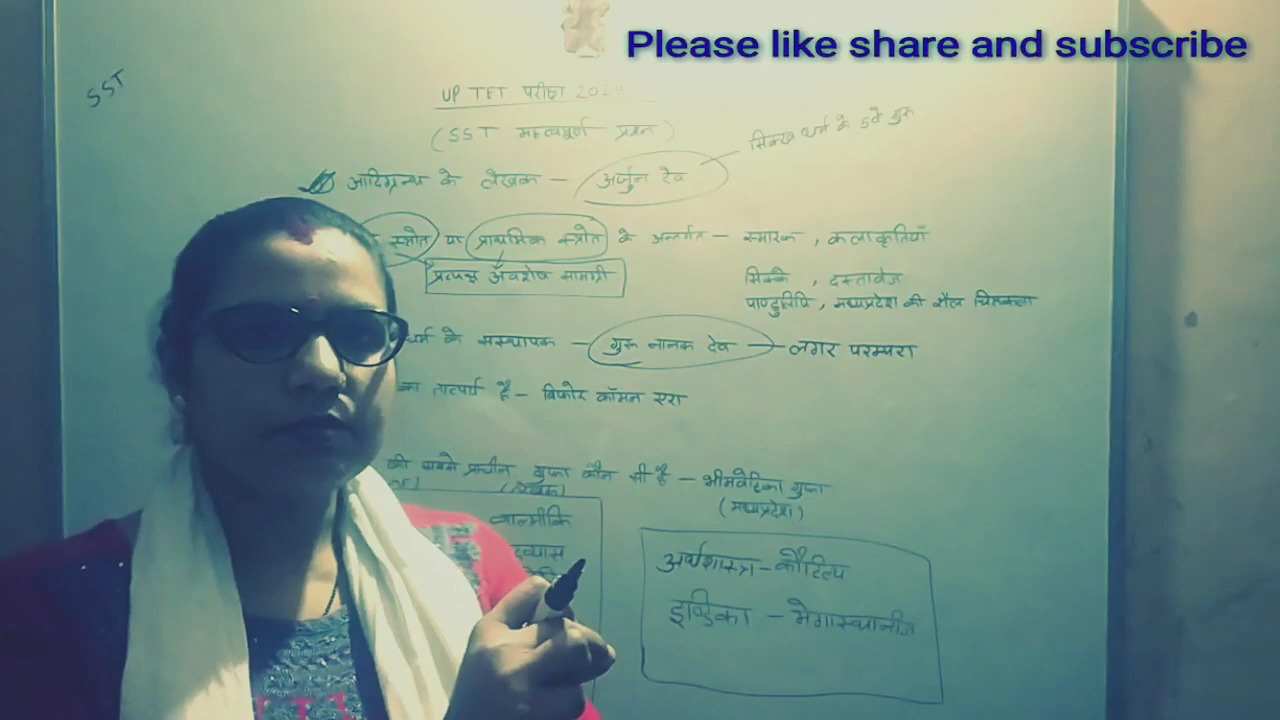 Please like share and subscribe
SST
UP TET परीक्षा 2024
(SST महत्वपूर्ण प्रश्न)
सिक्ख धर्म के 5वें गुरु
आदिग्रन्थ के लेखक - अर्जुन देव
स्त्रोत या प्राथमिक स्त्रोत के अन्तर्गत - स्मारक, कलाकृतियाँ
प्रत्यक्ष अवशेष सामग्री
सिक्के, दस्तावेज
पाण्डुलिपि, मध्यप्रदेश की शैल चित्रकला
धर्म के संस्थापक - गुरु नानक देव → लंगर परम्परा
का तात्पर्य है - बिफोर कॉमन एरा
की सबसे प्राचीन गुफा कौन सी है - भीमबेटिका गुफा
(मध्यप्रदेश)
(लेखक)
वाल्मीकि
अर्थशास्त्र - कौटिल्य
इण्डिका - मेगास्थानीज